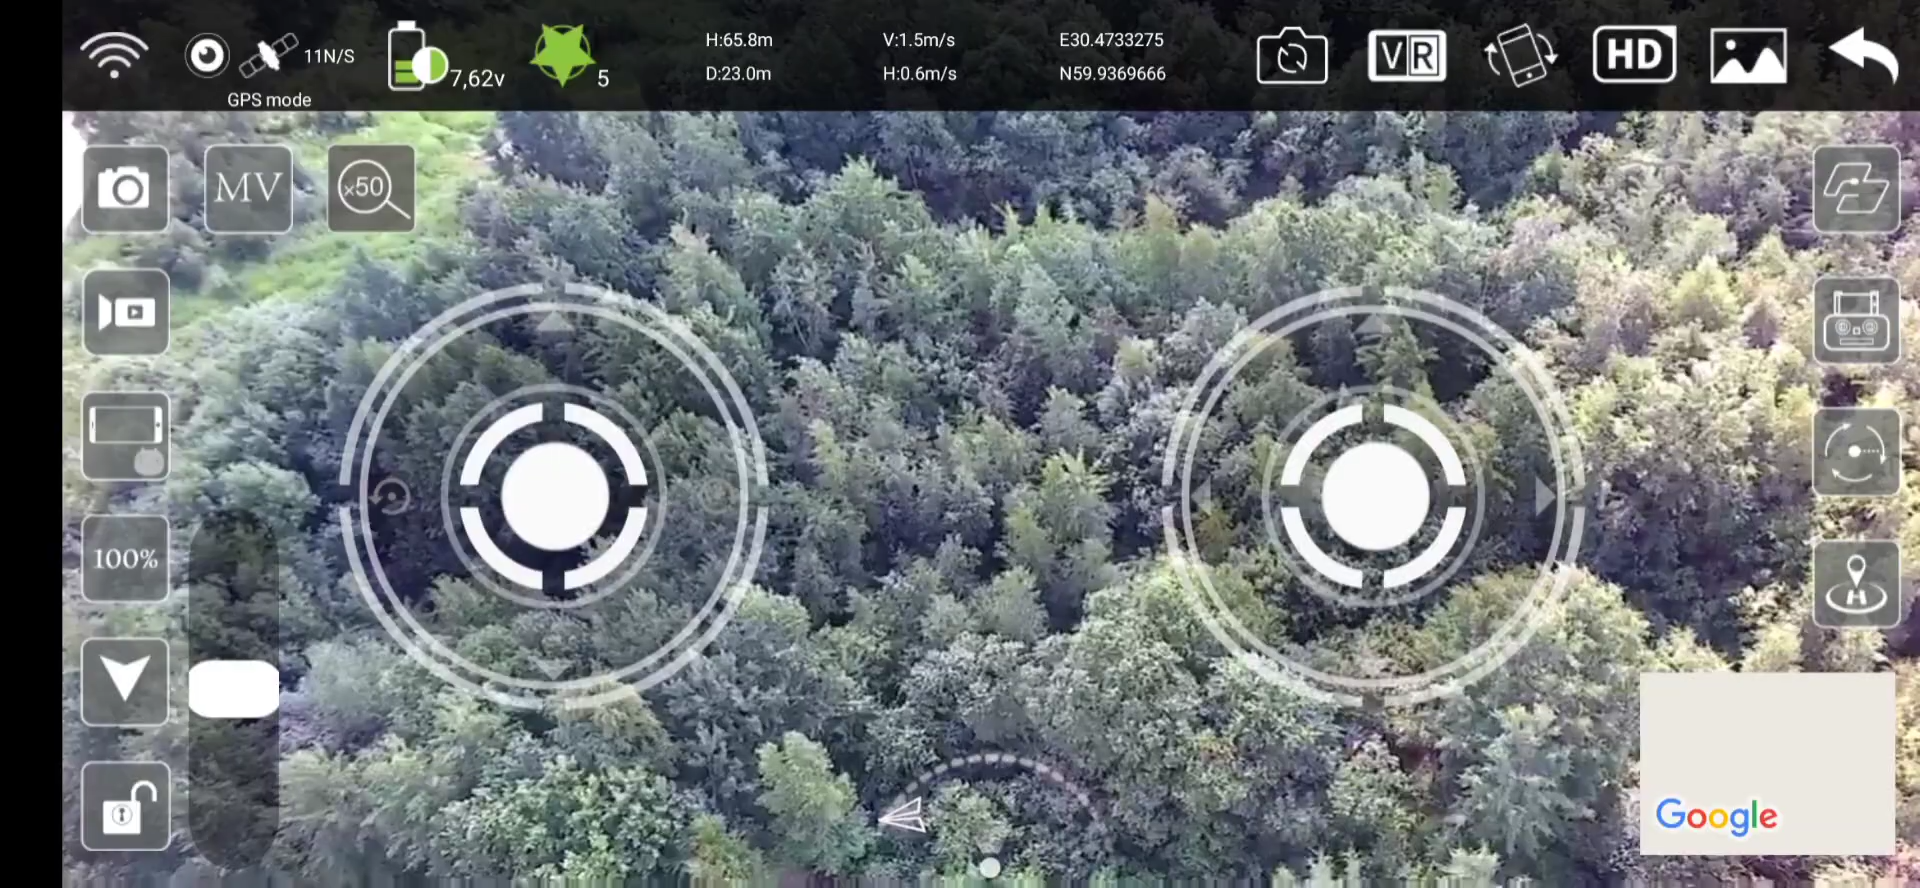 11N/S
GPS mode
7,62v
5
H:65.8m
V:1.5m/s
E30.4733275
D:23.0m
H:0.6m/s
N59.9369666
VR
HD
MV
×50
100%
H
Google